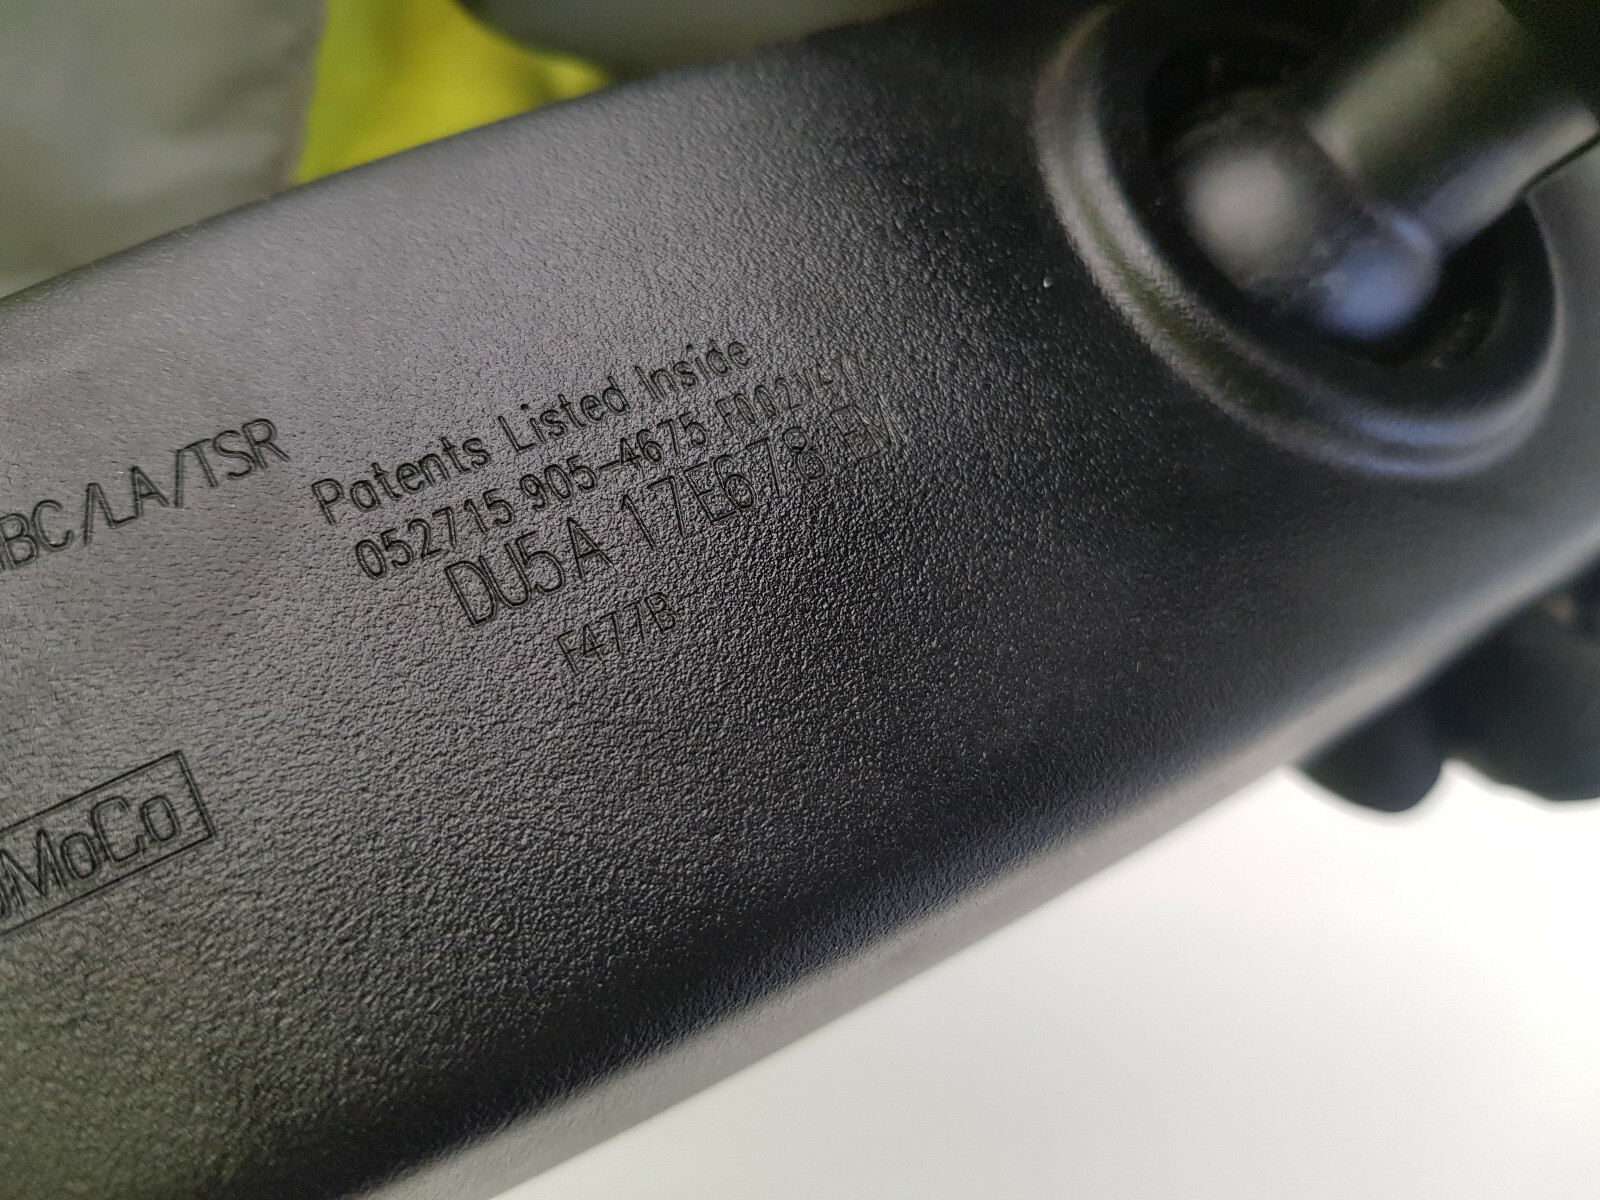 BC/LA/TSR
Patents Listed Inside
052715 905-4675
DU5A 17E678
F477B
MoCo